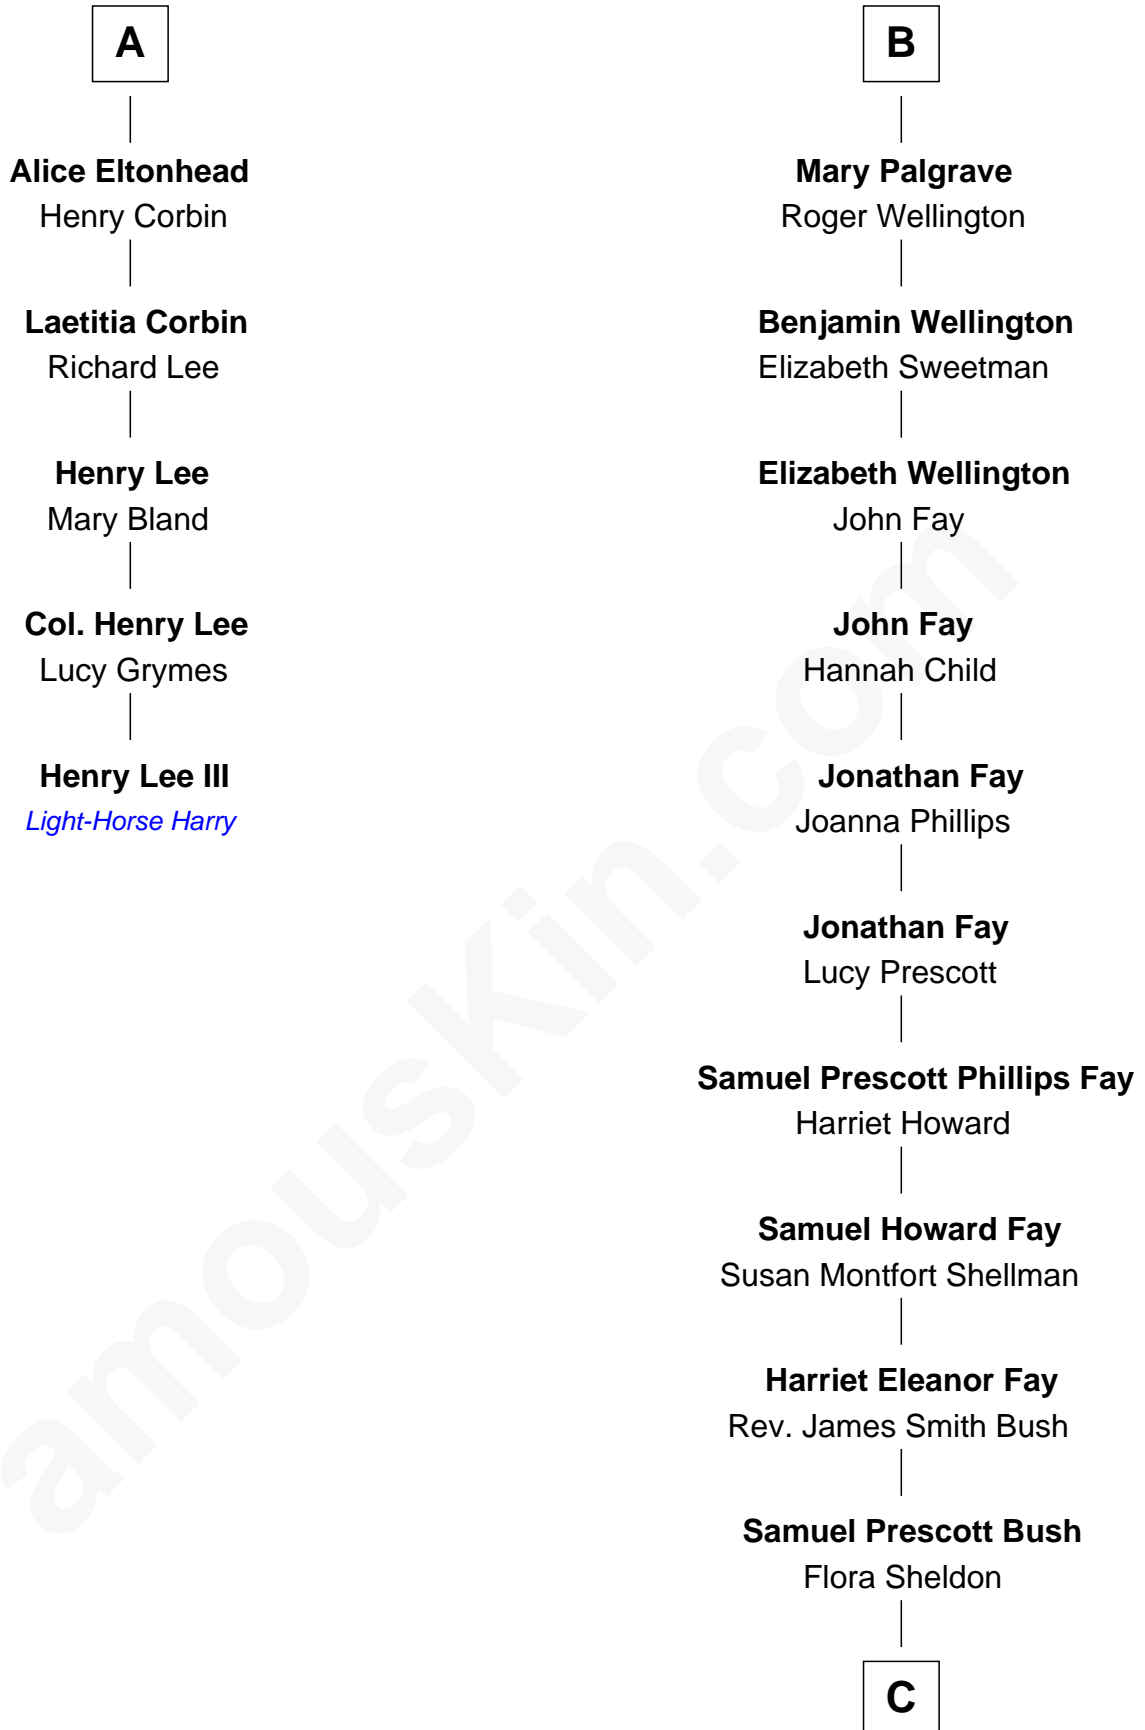 A
Alice Eltonhead
Henry Corbin
Laetitia Corbin
Richard Lee
Henry Lee
Mary Bland
Col. Henry Lee
Lucy Grymes
Henry Lee III
Light-Horse Harry
B
Mary Palgrave
Roger Wellington
Benjamin Wellington
Elizabeth Sweetman
Elizabeth Wellington
John Fay
John Fay
Hannah Child
Jonathan Fay
Joanna Phillips
Jonathan Fay
Lucy Prescott
Samuel Prescott Phillips Fay
Harriet Howard
Samuel Howard Fay
Susan Montfort Shellman
Harriet Eleanor Fay
Rev. James Smith Bush
Samuel Prescott Bush
Flora Sheldon
C
amouskin.com